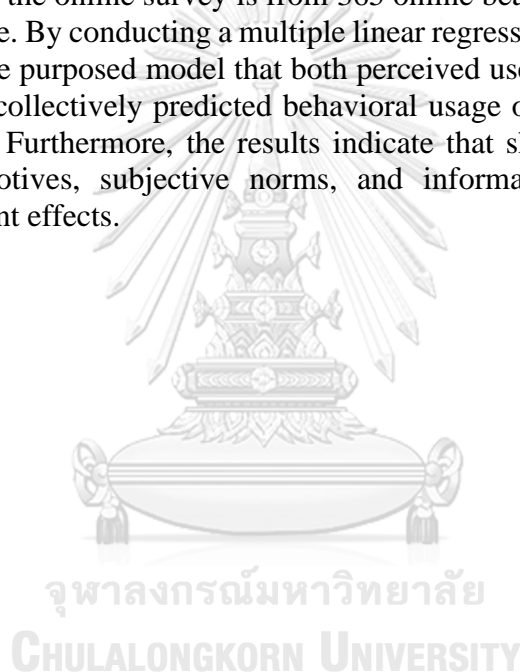 the online survey is from 385 online bea
e. By conducting a multiple linear regress
e purposed model that both perceived use
collectively predicted behavioral usage o
Furthermore, the results indicate that sl
otives, subjective norms, and informa
nt effects.
จุฬาลงกรณ์มหาวิทยาลัย
CHULALONGKORN UNIVERSITY